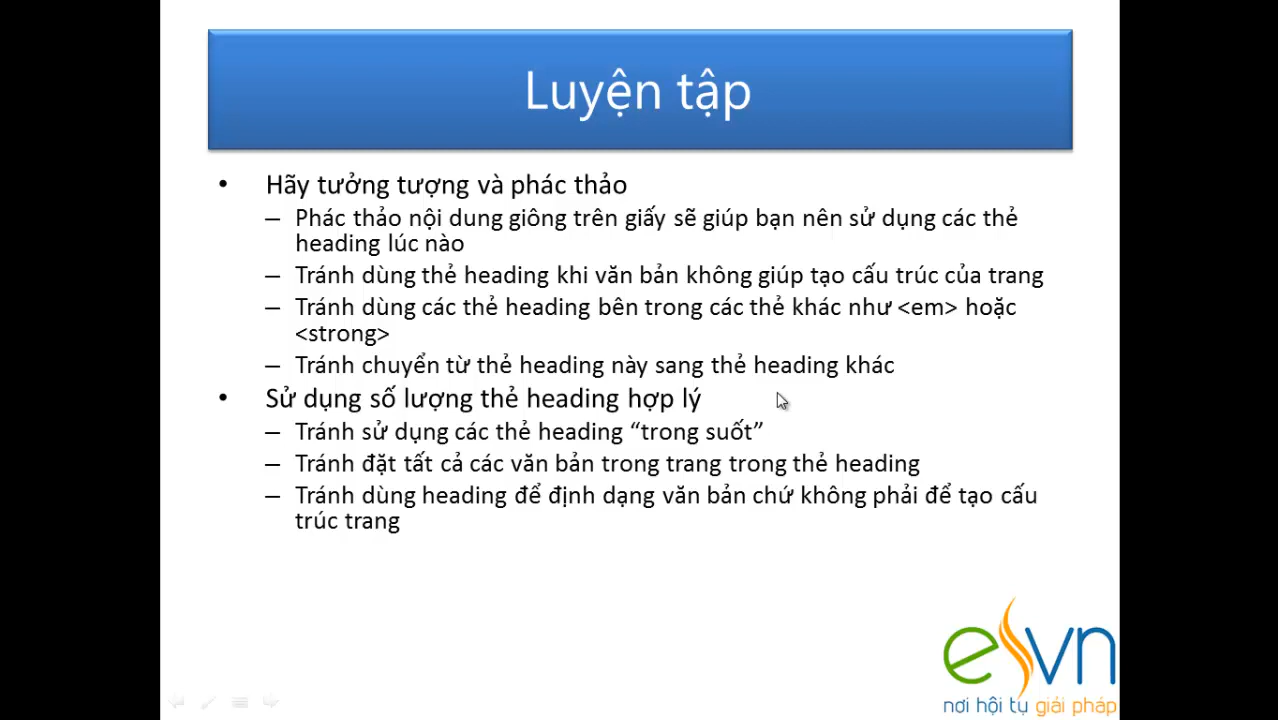 Luyện tập
• Hãy tưởng tượng và phác thảo
– Phác thảo nội dung giông trên giấy sẽ giúp bạn nên sử dụng các thẻ
heading lúc nào
– Tránh dùng thẻ heading khi văn bản không giúp tạo cấu trúc của trang
– Tránh dùng các thẻ heading bên trong các thẻ khác như <em> hoặc
<strong>
– Tránh chuyển từ thẻ heading này sang thẻ heading khác
• Sử dụng số lượng thẻ heading hợp lý
– Tránh sử dụng các thẻ heading “trong suốt”
– Tránh đặt tất cả các văn bản trong trang trong thẻ heading
– Tránh dùng heading để định dạng văn bản chứ không phải để tạo cấu
trúc trang
esvn
nơi hội tụ giải pháp